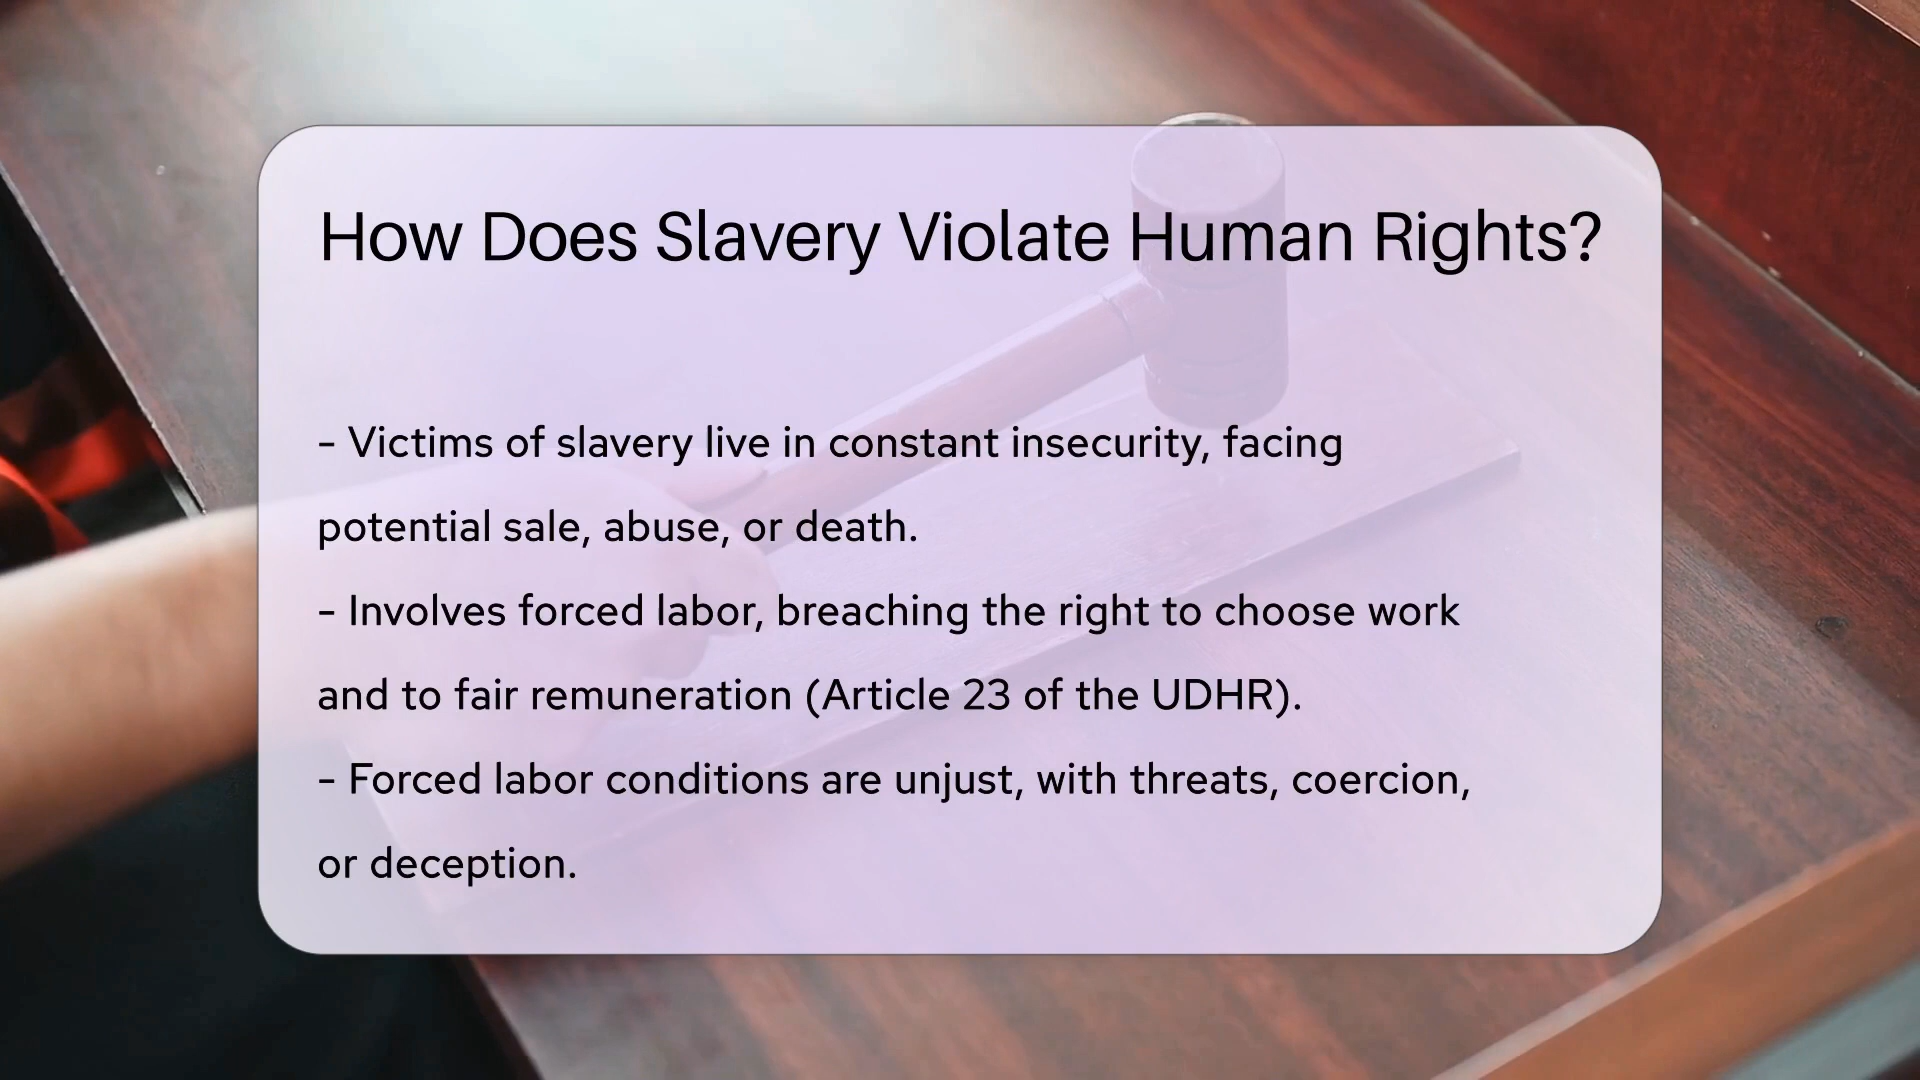 How Does Slavery Violate Human Rights?
– Victims of slavery live in constant insecurity, facing
potential sale, abuse, or death.
– Involves forced labor, breaching the right to choose work
and to fair remuneration (Article 23 of the UDHR).
– Forced labor conditions are unjust, with threats, coercion,
or deception.